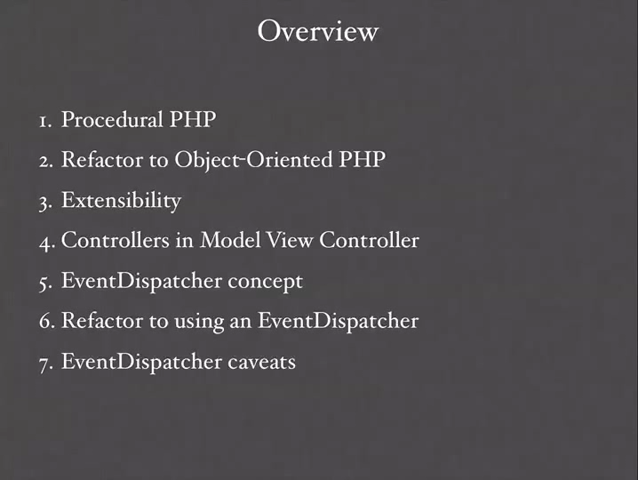 Overview
1. Procedural PHP
2. Refactor to Object-Oriented PHP
3. Extensibility
4. Controllers in Model View Controller
5. EventDispatcher concept
6. Refactor to using an EventDispatcher
7. EventDispatcher caveats